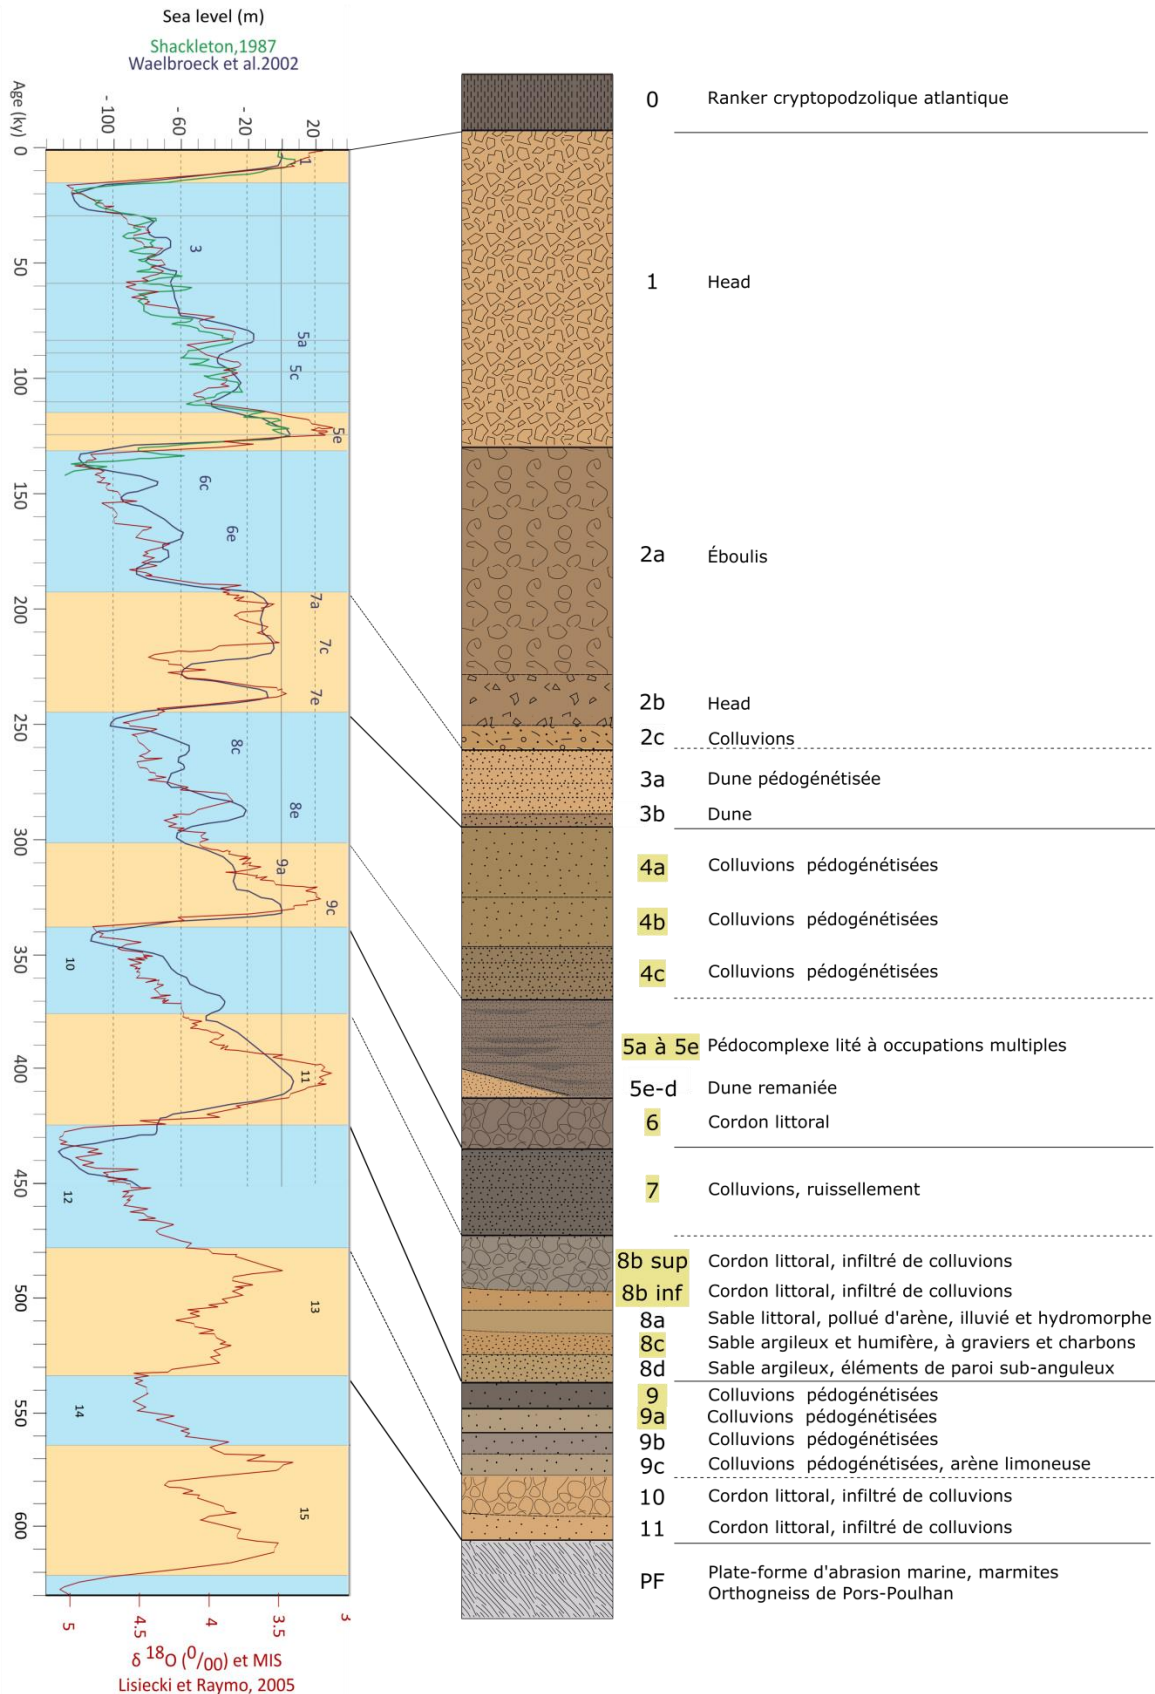 Sea level (m)
Shackleton,1987
Waelbroeck et al.2002
Age (ky)
- 100
- 60
- 20
20
0
50
100
150
200
250
300
350
400
450
500
550
600
1
3
5a
5c
5e
6c
6e
7a
7c
7e
8c
8e
9a
9c
10
11
12
13
14
15
5
4.5
4
3.5
3
δ 18O (0/00) et MIS
Lisiecki et Raymo, 2005
0 Ranker cryptopodzolique atlantique
1 Head
2a Éboulis
2b Head
2c Colluvions
3a Dune pédogénétisée
3b Dune
4a Colluvions pédogénétisées
4b Colluvions pédogénétisées
4c Colluvions pédogénétisées
5a à 5e Pédocomplexe lité à occupations multiples
5e-d Dune remaniée
6 Cordon littoral
7 Colluvions, ruissellement
8b sup Cordon littoral, infiltré de colluvions
8b inf Cordon littoral, infiltré de colluvions
8a Sable littoral, pollué d'arène, illuvié et hydromorphe
8c Sable argileux et humifère, à graviers et charbons
8d Sable argileux, éléments de paroi sub-anguleux
9 Colluvions pédogénétisées
9a Colluvions pédogénétisées
9b Colluvions pédogénétisées
9c Colluvions pédogénétisées, arène limoneuse
10 Cordon littoral, infiltré de colluvions
11 Cordon littoral, infiltré de colluvions
PF Plate-forme d'abrasion marine, marmites
Orthogneiss de Pors-Poulhan